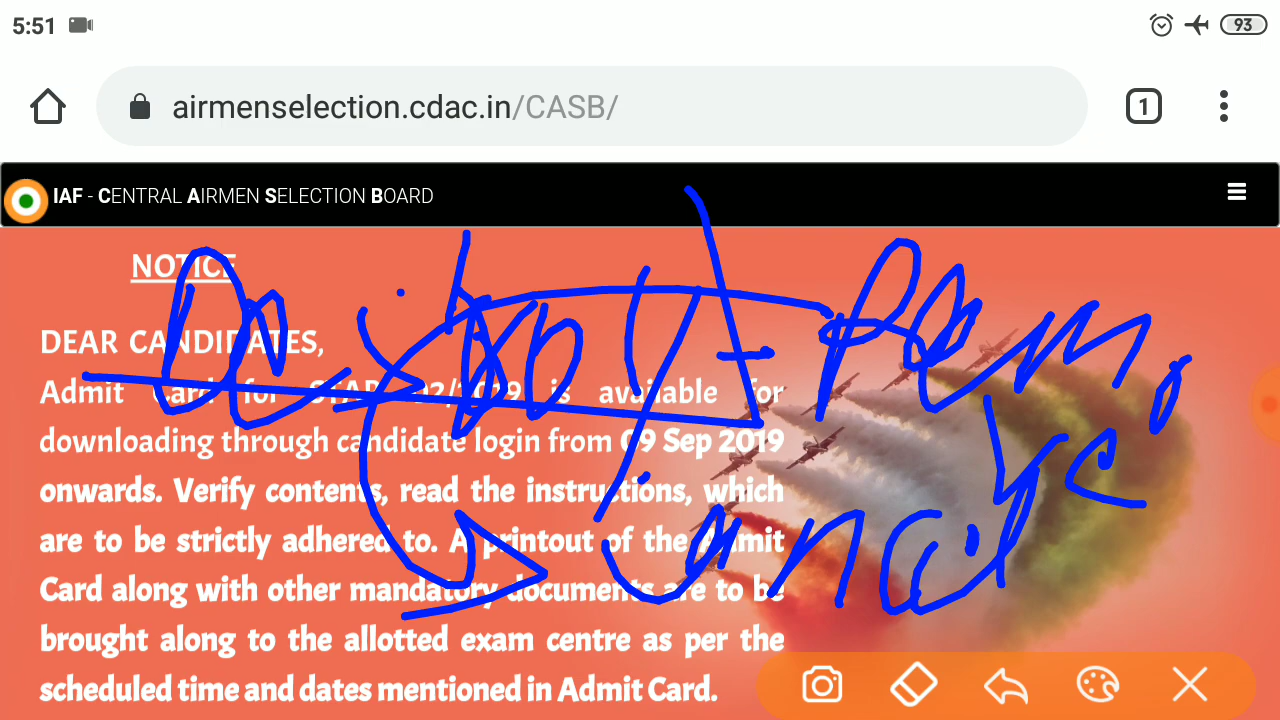 5:51
93
airmenselection.cdac.in/CASB/
1
IAF - CENTRAL AIRMEN SELECTION BOARD
NOTICE
DEAR CANDIDATES,
Admit Card for STAR 02/2019 is available for
downloading through candidate login from 09 Sep 2019
onwards. Verify contents, read the instructions, which
are to be strictly adhered to. A printout of the Admit
Card along with other mandatory documents are to be
brought along to the allotted exam centre as per the
scheduled time and dates mentioned in Admit Card.